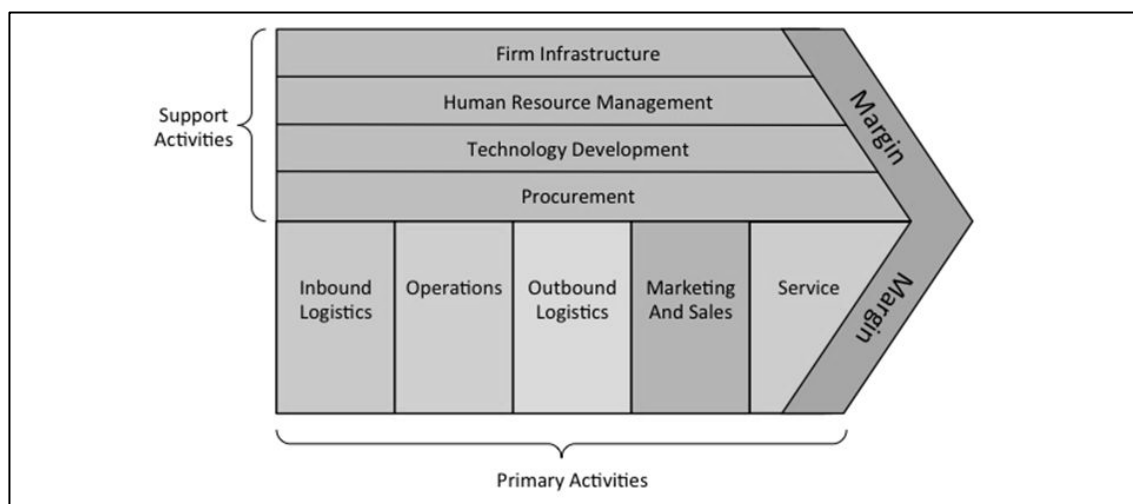 Firm Infrastructure
Human Resource Management
Technology Development
Procurement
Support
Activities
Inbound
Logistics
Operations
Outbound
Logistics
Marketing
And Sales
Service
Margin
Margin
Primary Activities